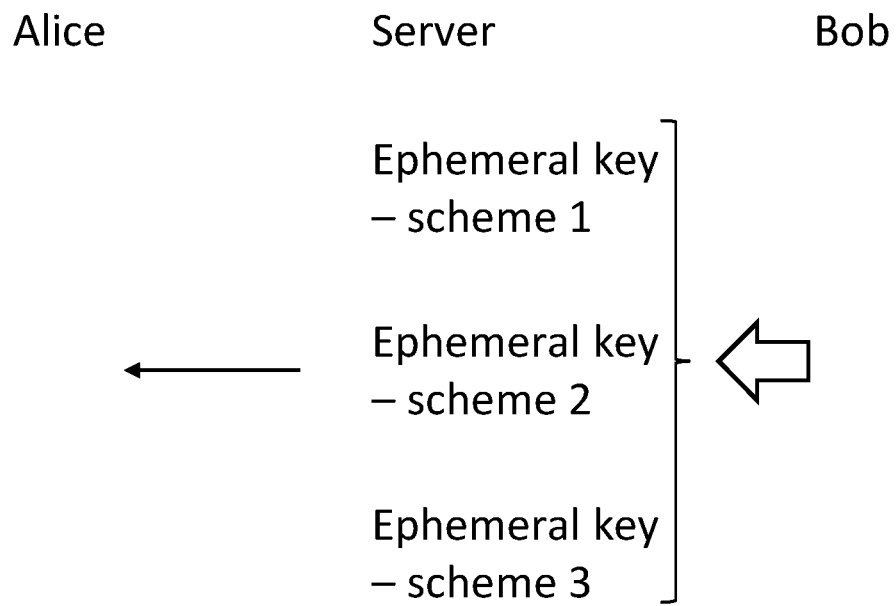 Alice Server Bob
Ephemeral key
– scheme 1
Ephemeral key
– scheme 2
Ephemeral key
– scheme 3